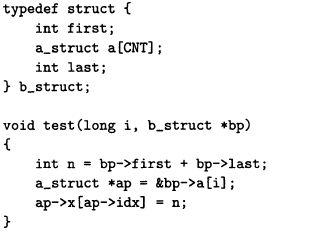 typedef struct {
    int first;
    a_struct a[CNT];
    int last;
} b_struct;

void test(long i, b_struct *bp)
{
    int n = bp->first + bp->last;
    a_struct *ap = &bp->a[i];
    ap->x[ap->idx] = n;
}